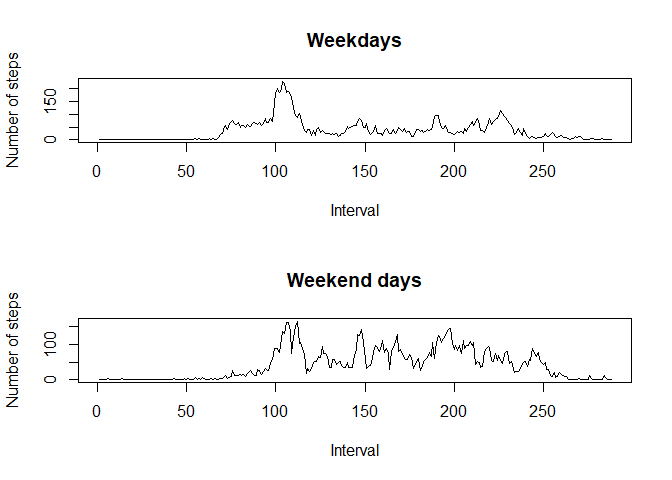 Weekdays
Number of steps
150
0
0 50 100 150 200 250
Interval
Weekend days
Number of steps
100
0
0 50 100 150 200 250
Interval